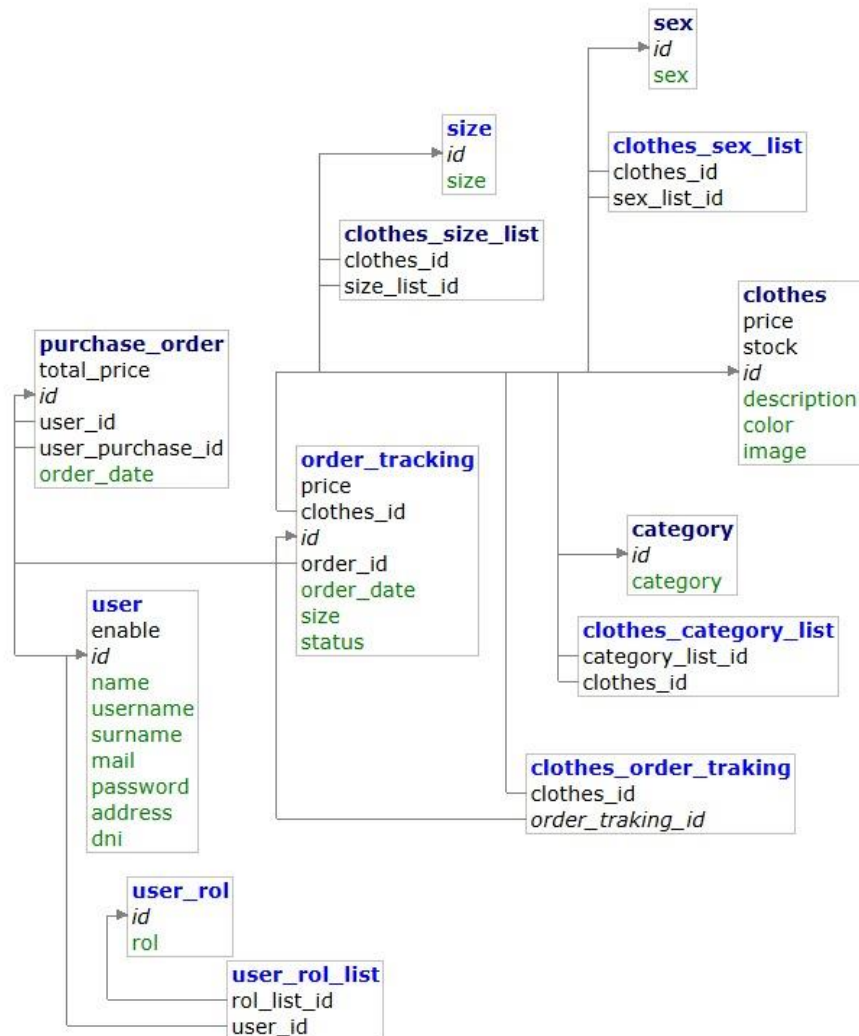 sex
id
sex
size
id
size
clothes_sex_list
clothes_id
sex_list_id
clothes_size_list
clothes_id
size_list_id
clothes
price
stock
id
description
color
image
purchase_order
total_price
id
user_id
user_purchase_id
order_date
order_tracking
price
clothes_id
id
order_id
order_date
size
status
category
id
category
user
enable
id
name
username
surname
mail
password
address
dni
clothes_category_list
category_list_id
clothes_id
clothes_order_traking
clothes_id
order_traking_id
user_rol
id
rol
user_rol_list
rol_list_id
user_id